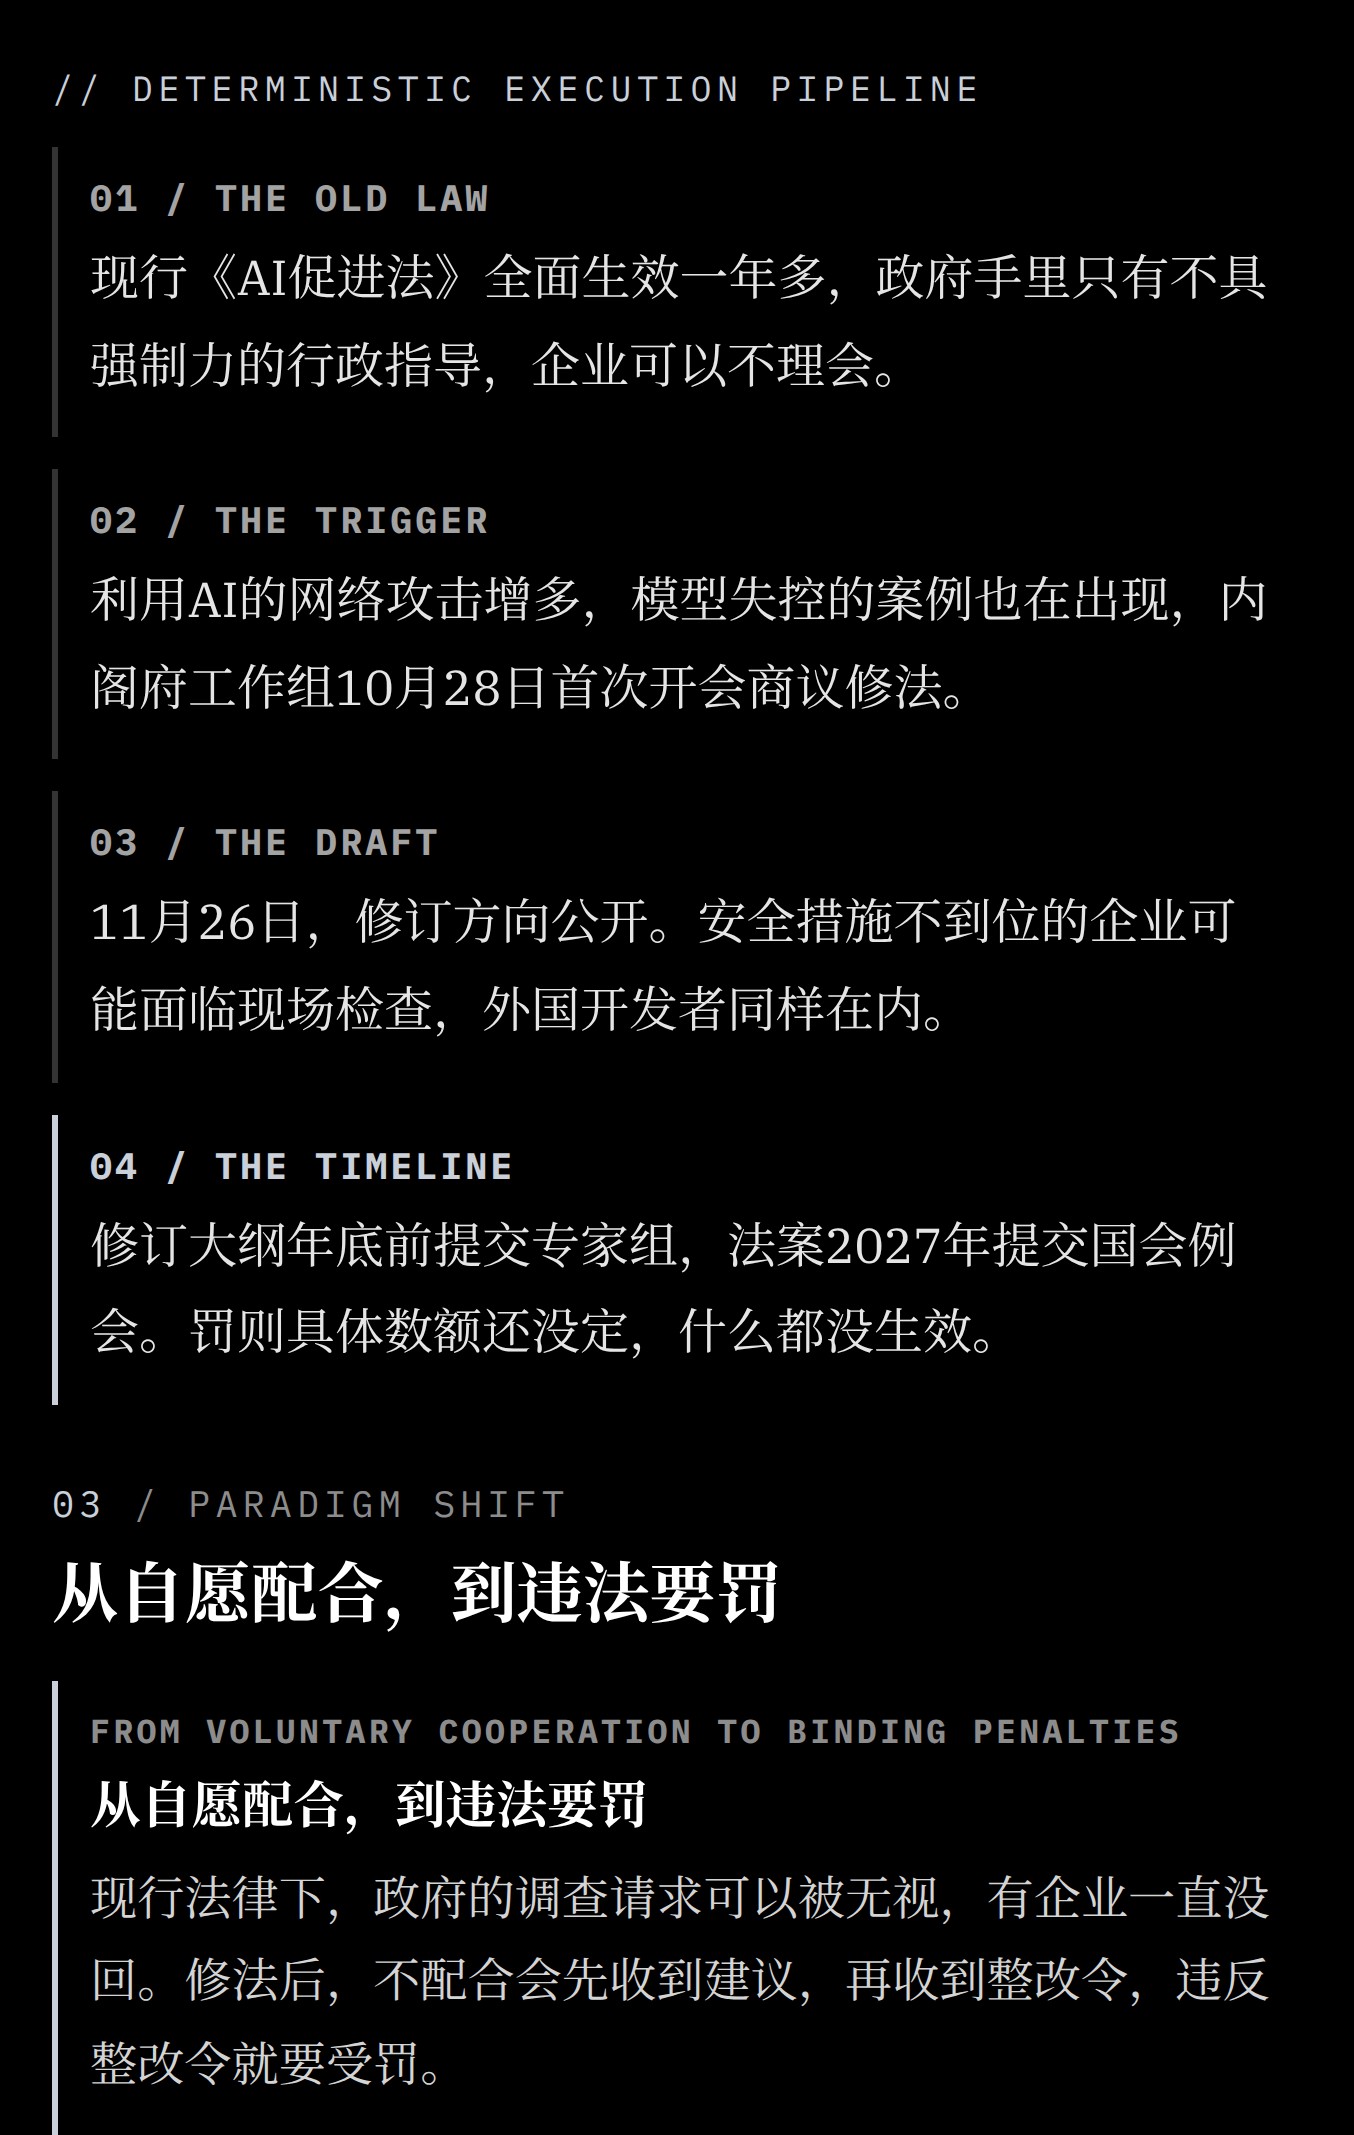 // DETERMINISTIC EXECUTION PIPELINE
01 / THE OLD LAW
现行《AI促进法》全面生效一年多，政府手里只有不具
强制力的行政指导，企业可以不理会。
02 / THE TRIGGER
利用AI的网络攻击增多，模型失控的案例也在出现，内
阁府工作组10月28日首次开会商议修法。
03 / THE DRAFT
11月26日，修订方向公开。安全措施不到位的企业可
能面临现场检查，外国开发者同样在内。
04 / THE TIMELINE
修订大纲年底前提交专家组，法案2027年提交国会例
会。罚则具体数额还没定，什么都没生效。
03 / PARADIGM SHIFT
从自愿配合，到违法要罚
FROM VOLUNTARY COOPERATION TO BINDING PENALTIES
从自愿配合，到违法要罚
现行法律下，政府的调查请求可以被无视，有企业一直没
回。修法后，不配合会先收到建议，再收到整改令，违反
整改令就要受罚。